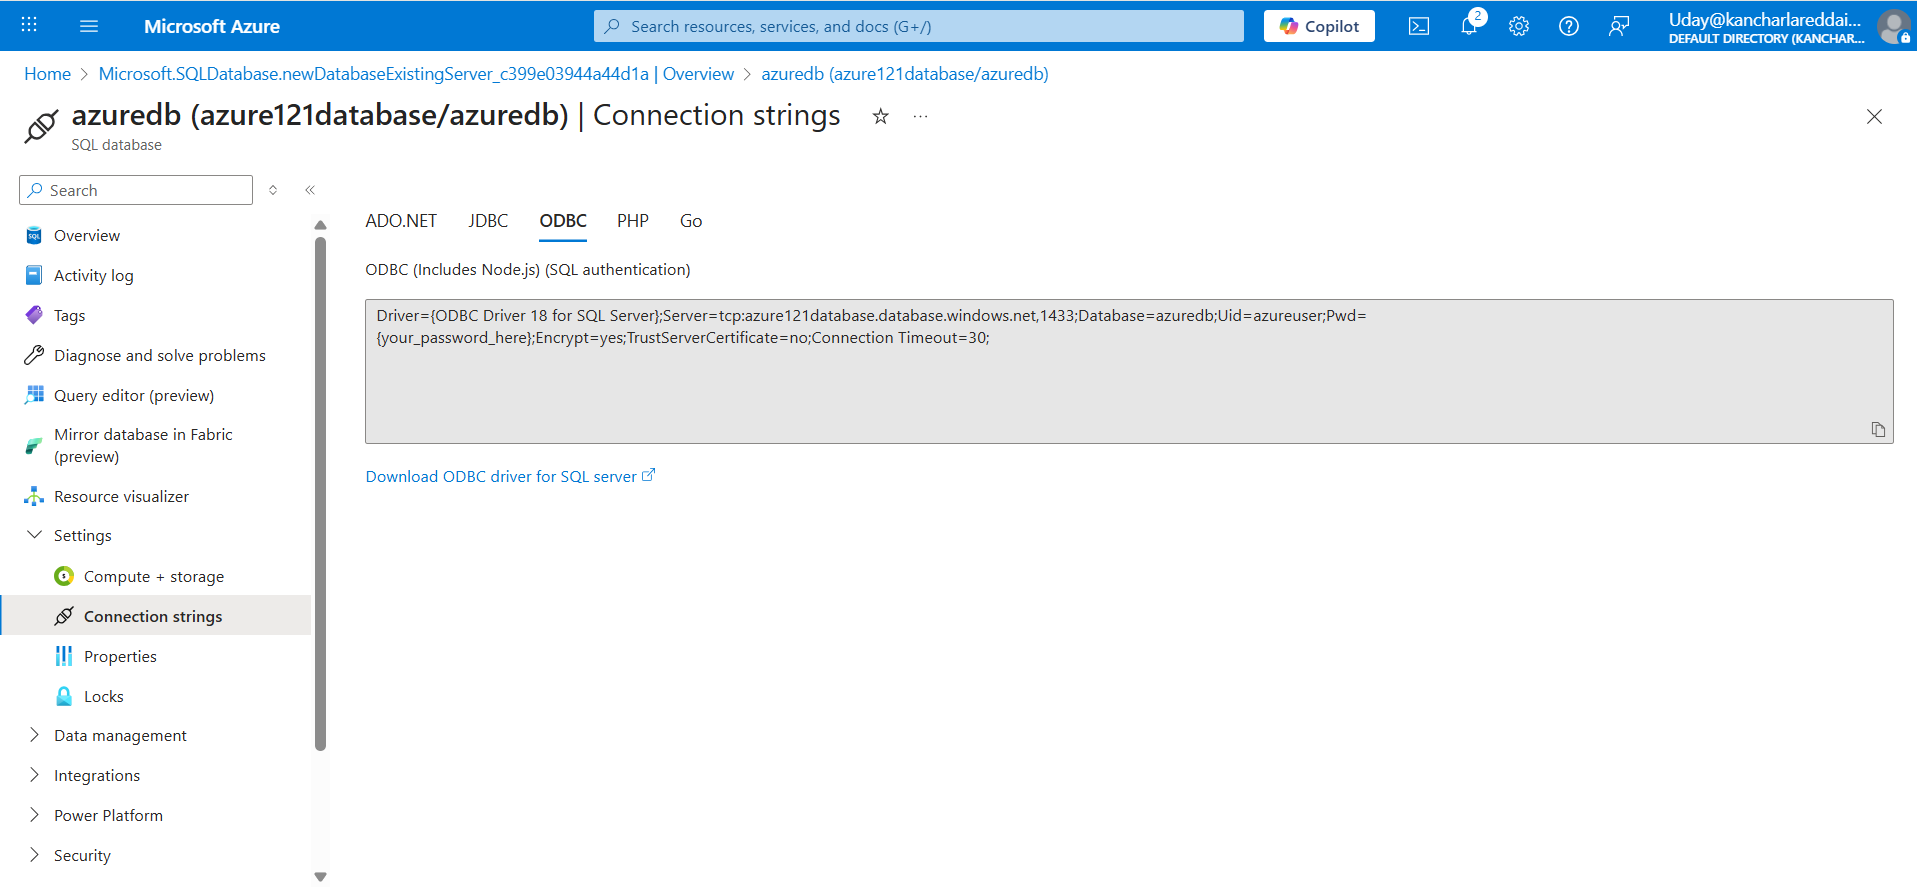 Microsoft Azure
Search resources, services, and docs (G+/)
Copilot
2
Uday@kancharlareddai...
DEFAULT DIRECTORY (KANCHAR...
Home > Microsoft.SQLDatabase.newDatabaseExistingServer_c399e03944a44d1a | Overview > azuredb (azure121database/azuredb)
azuredb (azure121database/azuredb) | Connection strings
...
SQL database
Search
Overview
Activity log
Tags
Diagnose and solve problems
Query editor (preview)
Mirror database in Fabric
(preview)
Resource visualizer
Settings
Compute + storage
Connection strings
Properties
Locks
Data management
Integrations
Power Platform
Security
ADO.NET JDBC ODBC PHP Go
ODBC (Includes Node.js) (SQL authentication)
Driver={ODBC Driver 18 for SQL Server};Server=tcp:azure121database.database.windows.net,1433;Database=azuredb;Uid=azureuser;Pwd=
{your_password_here};Encrypt=yes;TrustServerCertificate=no;Connection Timeout=30;
Download ODBC driver for SQL server